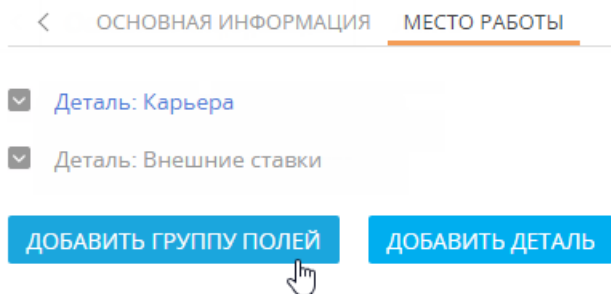 ОСНОВНАЯ ИНФОРМАЦИЯ МЕСТО РАБОТЫ
Деталь: Карьера
Деталь: Внешние ставки
ДОБАВИТЬ ГРУППУ ПОЛЕЙ ДОБАВИТЬ ДЕТАЛЬ